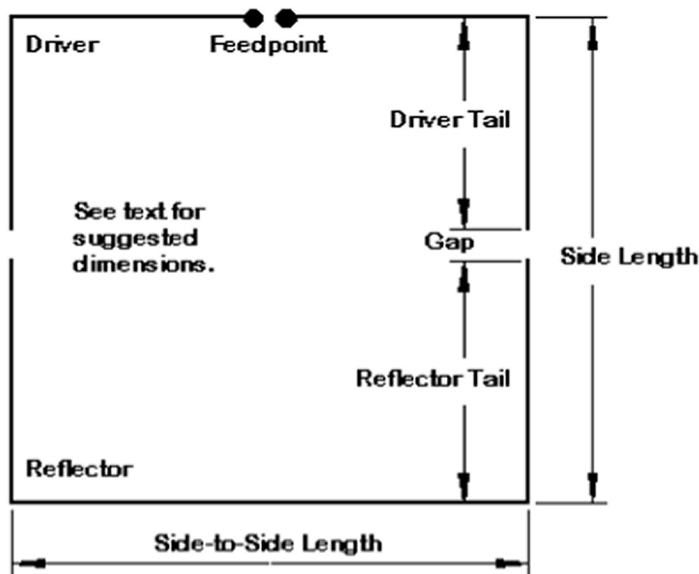 Driver
Feedpoint
Driver Tail
See text for
suggested
dimensions.
Gap
Side Length
Reflector Tail
Reflector
Side-to-Side Length